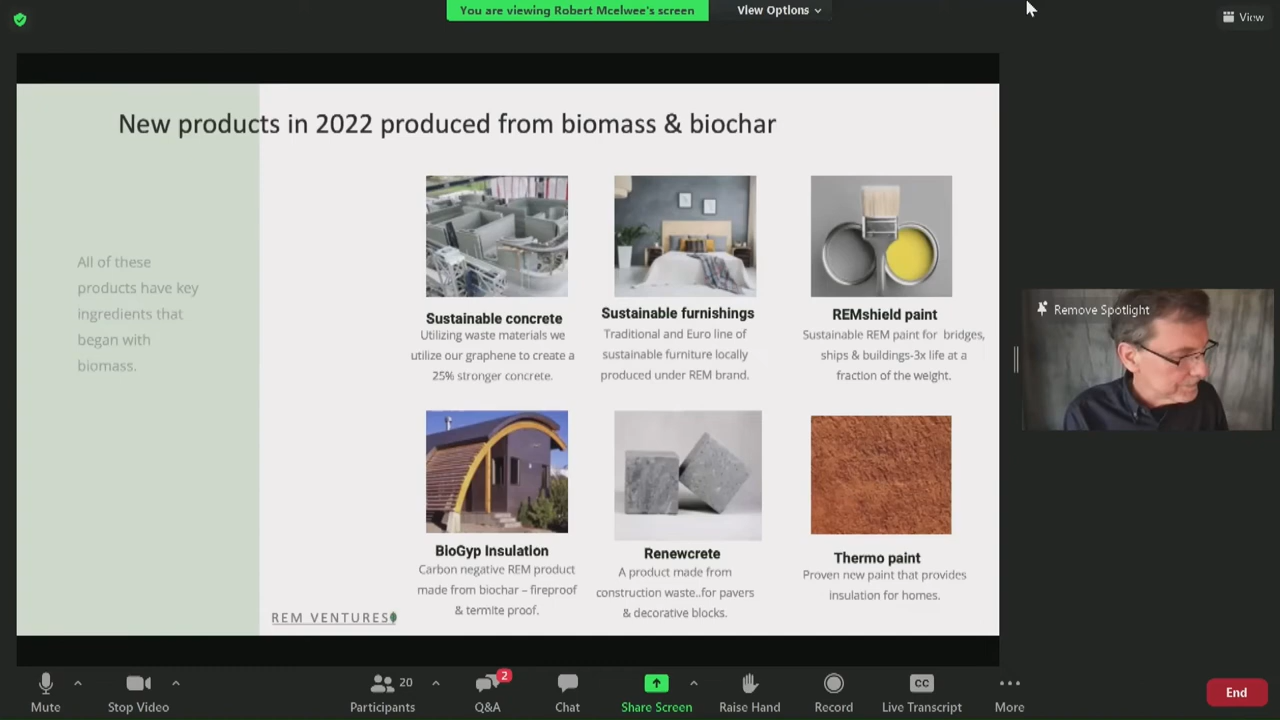 You are viewing Robert Mcelwee's screen
View Options
View
New products in 2022 produced from biomass & biochar
All of these
products have key
ingredients that
began with
biomass.
Sustainable concrete
Utilizing waste materials we
utilize our graphene to create a
25% stronger concrete.
Sustainable furnishings
Traditional and Euro line of
sustainable furniture locally
produced under REM brand.
REMshield paint
Sustainable REM paint for bridges,
ships & buildings-3x life at a
fraction of the weight.
BioGyp Insulation
Carbon negative REM product
made from biochar – fireproof
& termite proof.
Renewcrete
A product made from
construction waste..for pavers
& decorative blocks.
Thermo paint
Proven new paint that provides
insulation for homes.
REM VENTURES
Remove Spotlight
Mute
Stop Video
20
Participants
2
Q&A
Chat
Share Screen
Raise Hand
Record
CC
Live Transcript
More
End